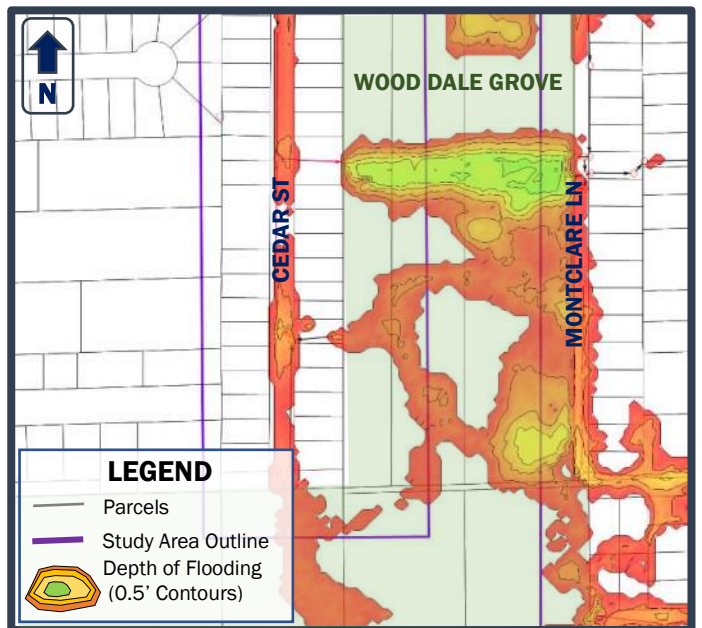 N
WOOD DALE GROVE
CEDAR ST
MONTCLARE LN
LEGEND
Parcels
Study Area Outline
Depth of Flooding
(0.5' Contours)